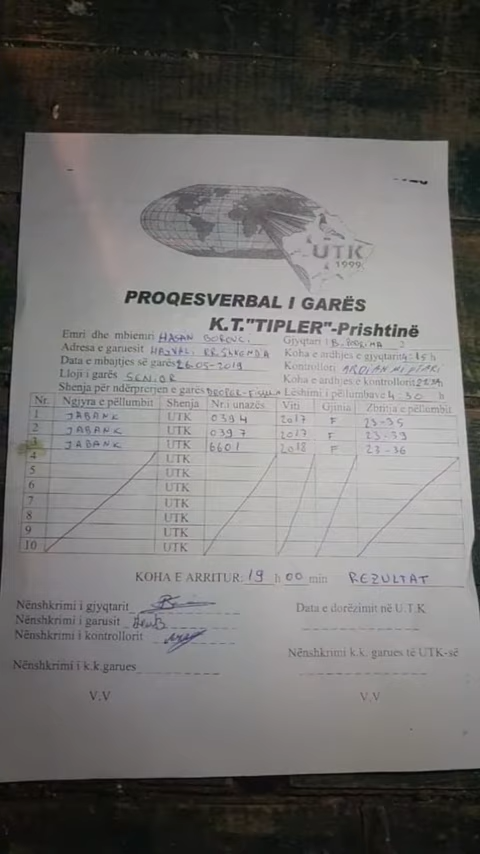 UTK
1999
PROQESVERBAL I GARËS
K.T."TIPLER"-Prishtinë
Emri dhe mbiemri HASAN Gjyqtari
Adresa e garuesit Koha e ardhjes e gjyqtarit 4:15 h
Data e mbajtjes së garës 26-05-2019 Kontrollori
Lloji i garës SENIOR Koha e ardhjes e kontrollorit
Shenja për ndërprerjen e garës Lëshimi i pëllumbave 4:30 h
Nr. Ngjyra e pëllumbit Shenja Nr.i unazës Viti Gjinia Zbritja e pëllumbit
1 JABANK UTK 0394 2017 F 23-35
2 JABANK UTK 0397 2017 F 23-39
3 JABANK UTK 6601 2018 F 23-36
4 UTK
5 UTK
6 UTK
7 UTK
8 UTK
9 UTK
10 UTK
KOHA E ARRITUR: 19 h 00 min REZULTAT
Nënshkrimi i gjyqtarit Data e dorëzimit në U.T.K
Nënshkrimi i garusit
Nënshkrimi i kontrollorit
Nënshkrimi i k.k garues Nënshkrimi k.k. garues të UTK-së
V.V V.V